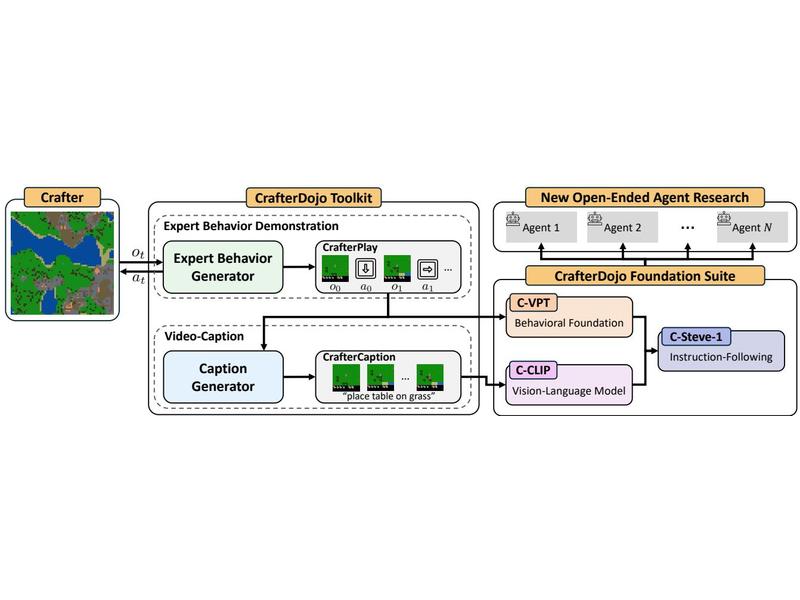 Crafter
o_t
a_t
CrafterDojo Toolkit
Expert Behavior Demonstration
Expert Behavior
Generator
CrafterPlay
...
o_0 a_0 o_1 a_1
Video-Caption
Caption
Generator
CrafterCaption
...
"place table on grass"
New Open-Ended Agent Research
Agent 1
Agent 2
...
Agent N
CrafterDojo Foundation Suite
C-VPT
Behavioral Foundation
C-CLIP
Vision-Language Model
C-Steve-1
Instruction-Following